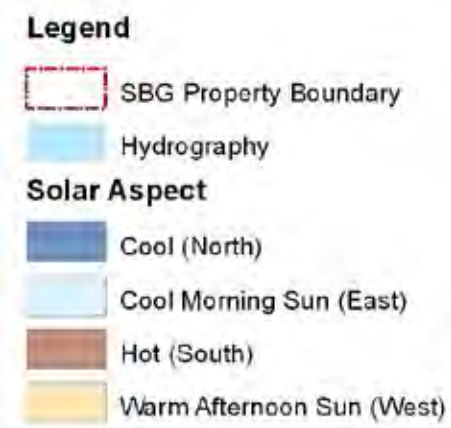 Legend
SBG Property Boundary
Hydrography
Solar Aspect
Cool (North)
Cool Morning Sun (East)
Hot (South)
Warm Afternoon Sun (West)